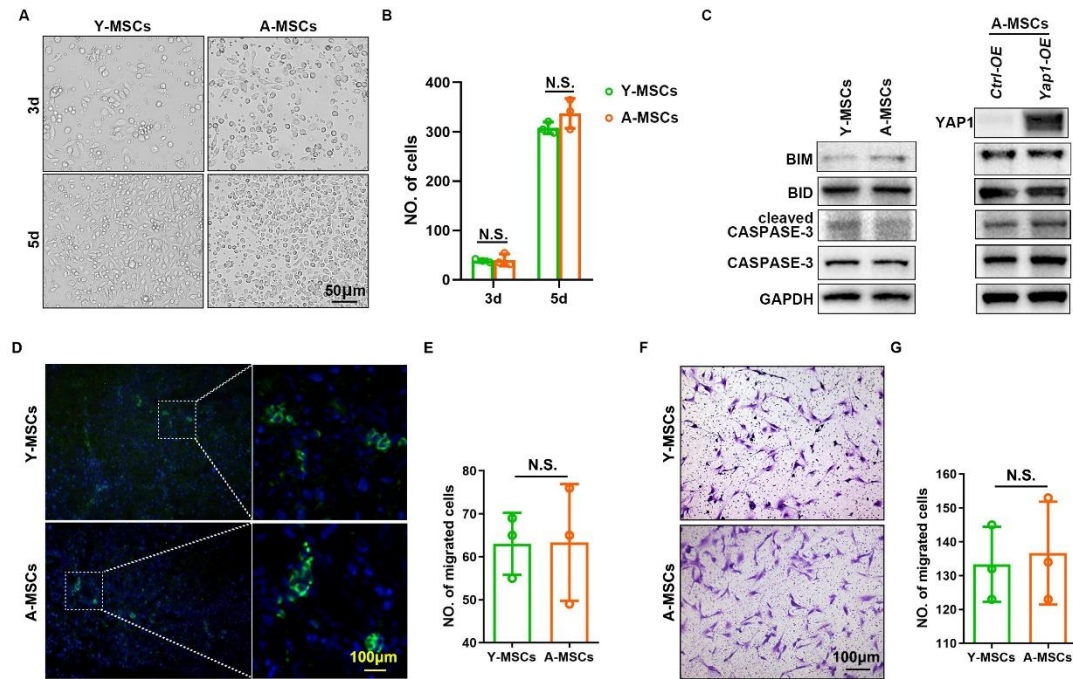 A
Y-MSCs
A-MSCs
3d
5d
50μm
B
NO. of cells
400
300
200
100
0
N.S.
N.S.
3d
5d
Y-MSCs
A-MSCs
C
A-MSCs
Y-MSCs
A-MSCs
Ctrl-OE
Yap1-OE
YAP1
BIM
BID
cleaved
CASPASE-3
CASPASE-3
GAPDH
D
Y-MSCs
A-MSCs
100μm
E
NO. of migrated cells
80
70
60
50
40
N.S.
Y-MSCs A-MSCs
F
Y-MSCs
A-MSCs
100μm
G
NO. of migrated cells
160
150
140
130
120
110
N.S.
Y-MSCs A-MSCs